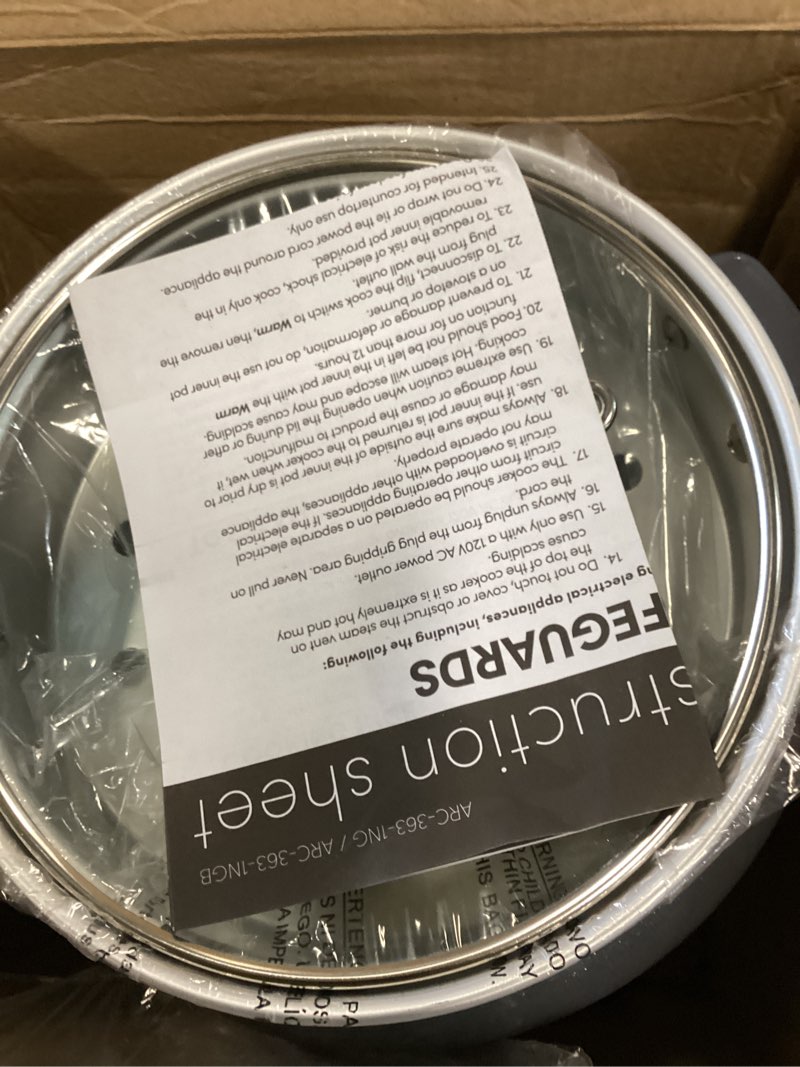 ARC-363-1NG / ARC-363-1NGB
struction sheet
FEGUARDS
ng electrical appliances, including the following:
14. Do not touch, cover or obstruct the steam vent on
the top of the cooker as it is extremely hot and may
cause scalding.
15. Use only with a 120V AC power outlet.
16. Always unplug from the plug gripping area. Never pull on
the cord.
17. The cooker should be operated on a separate electrical
circuit from other operating appliances. If the electrical
circuit is overloaded with other appliances, the appliance
may not operate properly.
18. Always make sure the outside of the inner pot is dry prior to
use. If the inner pot is returned to the cooker when wet, it
may damage or cause the product to malfunction.
19. Use extreme caution when opening the lid during or after
cooking. Hot steam will escape and may cause scalding.
20. Food should not be left in the inner pot with the Warm
function on for more than 12 hours.
21. To prevent damage or deformation, do not use the inner pot
on a stovetop or burner.
22. To disconnect, flip the cook switch to Warm, then remove the
plug from the wall outlet.
23. To reduce the risk of electrical shock, cook only in the
removable inner pot provided.
24. Do not wrap or tie the power cord around the appliance.
25. Intended for countertop use only.
HIS BAG
THIN
CHILD
RNING
AY
N.
ERTEN
EGO.
A IMPE
PA
LA